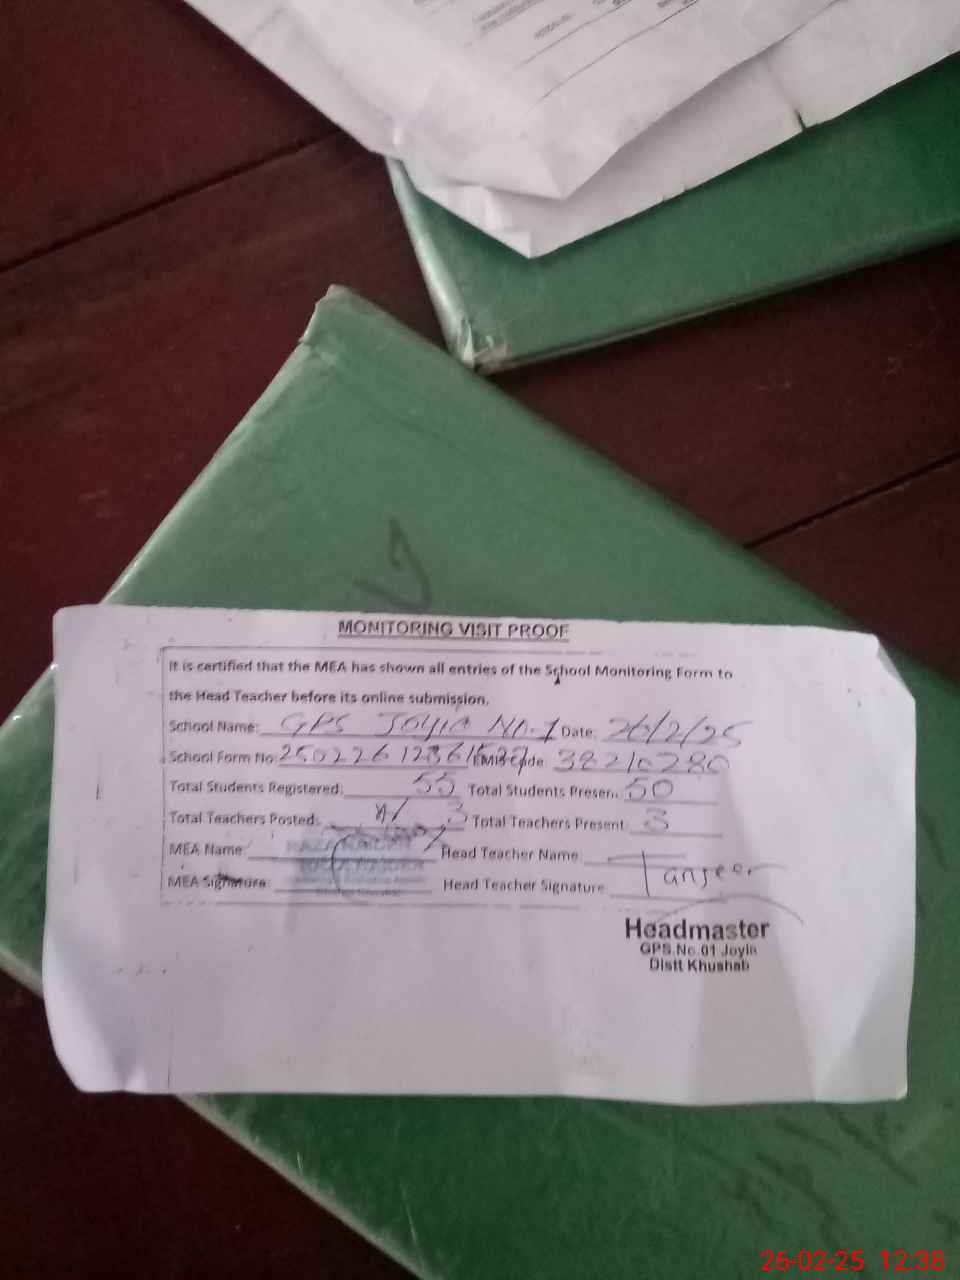 MONITORING VISIT PROOF
It is certified that the MEA has shown all entries of the School Monitoring Form to
the Head Teacher before its online submission.
School Name: GPS Joyia No.1 Date: 26/2/25
School Form No: EMIS Code: 38210280
Total Students Registered: 55 Total Students Present 50
Total Teachers Posted: 3 Total Teachers Present: 3
MEA Name: Head Teacher Name:
MEA Signature: Head Teacher Signature: Tanseer
Headmaster
GPS.No.01 Joyia
Distt Khushab
26-02-25 12:38